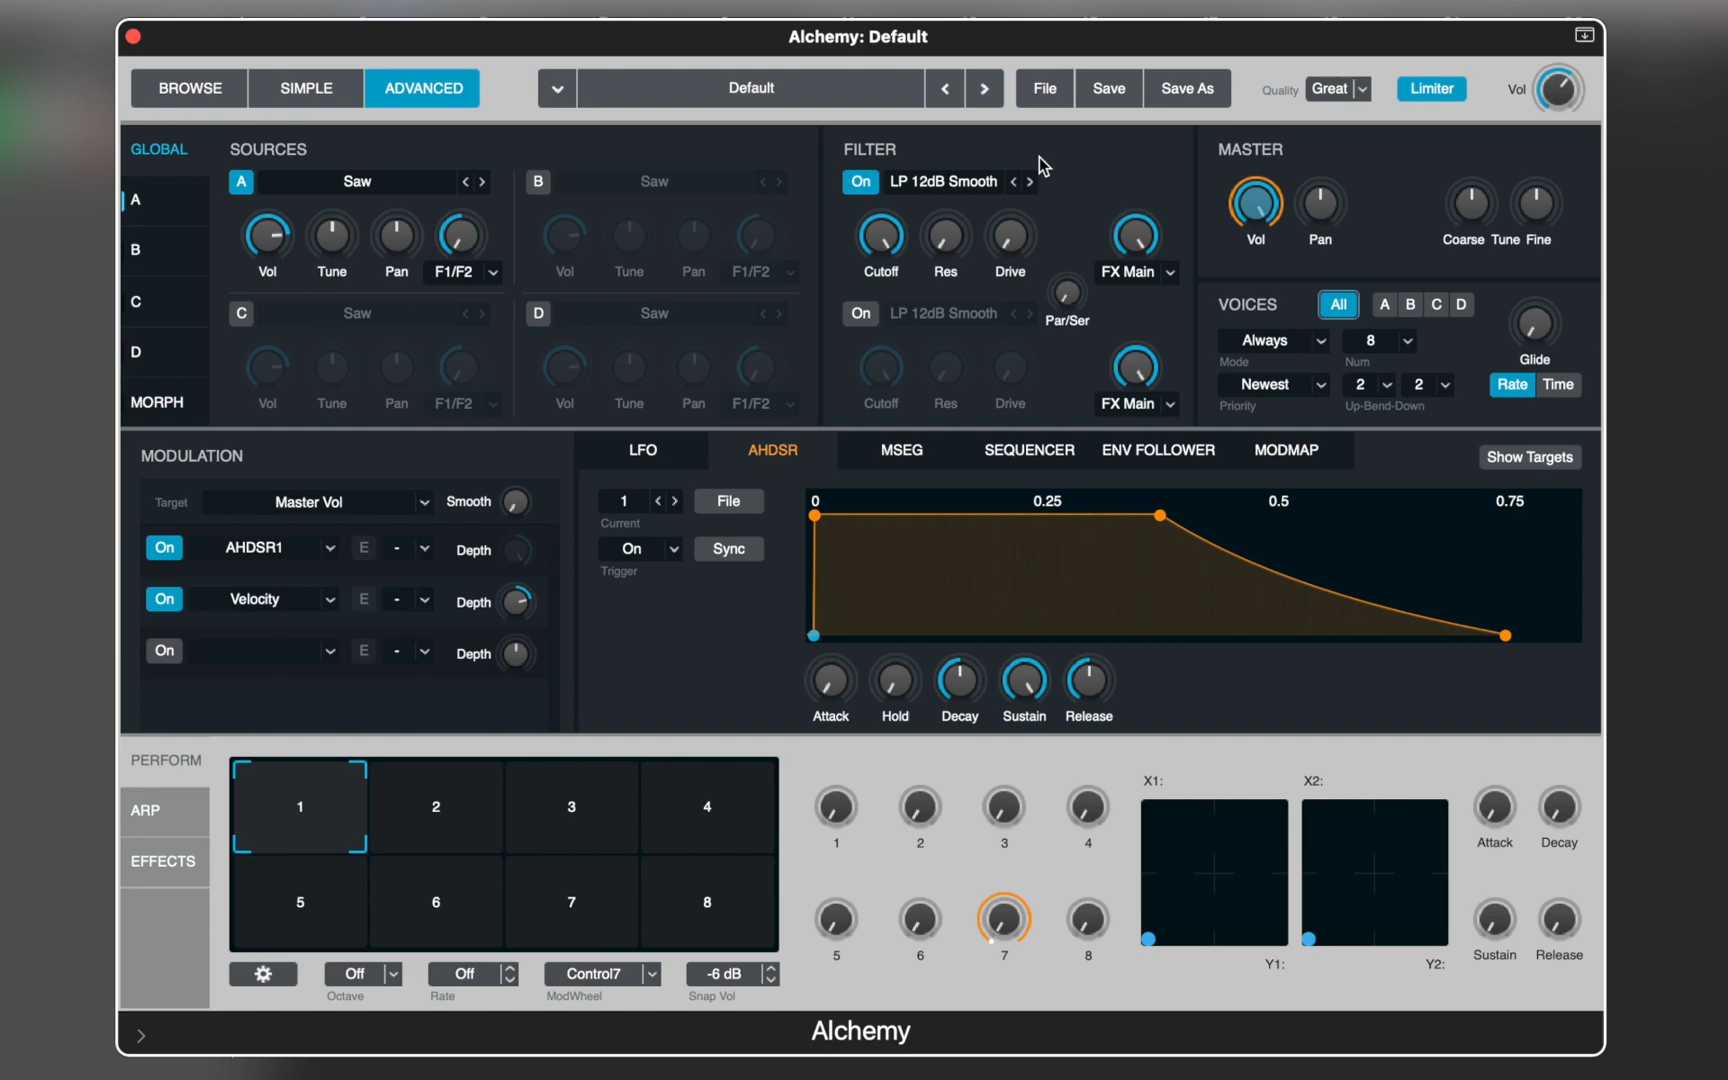 Alchemy: Default
BROWSE SIMPLE ADVANCED Default File Save Save As Quality Great Limiter Vol
GLOBAL
A
B
C
D
MORPH
SOURCES
A Saw
Vol Tune Pan F1/F2
B Saw
Vol Tune Pan F1/F2
C Saw
Vol Tune Pan F1/F2
D Saw
Vol Tune Pan F1/F2
FILTER
On LP 12dB Smooth
Cutoff Res Drive FX Main
Par/Ser
On LP 12dB Smooth
Cutoff Res Drive FX Main
MASTER
Vol Pan Coarse Tune Fine
VOICES All A B C D
Always 8
Mode Num Glide
Newest 2 2 Rate Time
Priority Up-Bend-Down
MODULATION
Target Master Vol Smooth
On AHDSR1 E - Depth
On Velocity E - Depth
On E - Depth
LFO AHDSR MSEG SEQUENCER ENV FOLLOWER MODMAP Show Targets
1 File
Current
On Sync
Trigger
0 0.25 0.5 0.75
Attack Hold Decay Sustain Release
PERFORM
ARP
EFFECTS
1 2 3 4
5 6 7 8
Off Off Control7 -6 dB
Octave Rate ModWheel Snap Vol
1 2 3 4
5 6 7 8
X1: X2:
Y1: Y2:
Attack Decay
Sustain Release
Alchemy